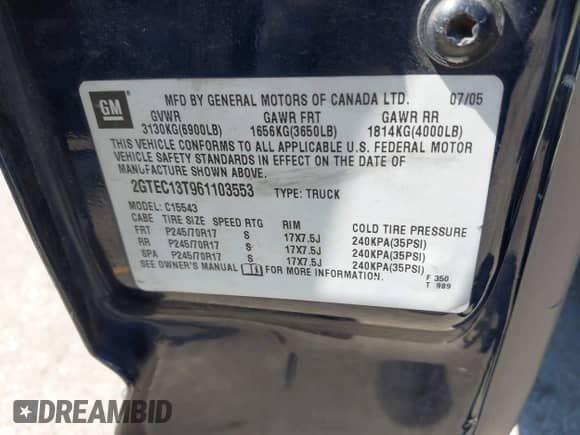 GM
MFD BY GENERAL MOTORS OF CANADA LTD. 07/05
GVWR GAWR FRT GAWR RR
3130KG(6900LB) 1656KG(3650LB) 1814KG(4000LB)
THIS VEHICLE CONFORMS TO ALL APPLICABLE U.S. FEDERAL MOTOR
VEHICLE SAFETY STANDARDS IN EFFECT ON THE DATE OF
MANUFACTURE SHOWN ABOVE.
2GTEC13T961103553 TYPE: TRUCK
MODEL: C15543
CABE TIRE SIZE SPEED RTG RIM COLD TIRE PRESSURE
FRT P245/70R17 S 17X7.5J 240KPA(35PSI)
RR P245/70R17 S 17X7.5J 240KPA(35PSI)
SPA P245/70R17 S 17X7.5J 240KPA(35PSI)
SEE OWNER'S MANUAL FOR MORE INFORMATION. F 350
T 989
DREAMBID